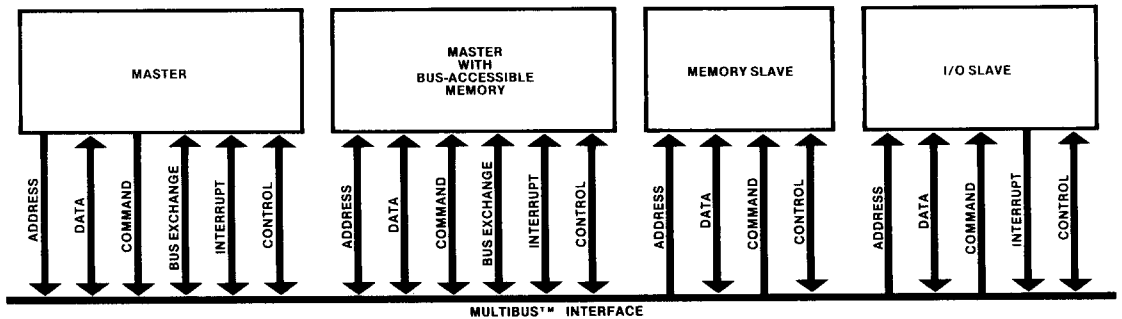 MASTER
MASTER
WITH
BUS-ACCESSIBLE
MEMORY
MEMORY SLAVE
I/O SLAVE
ADDRESS
DATA
COMMAND
BUS EXCHANGE
INTERRUPT
CONTROL
ADDRESS
DATA
COMMAND
BUS EXCHANGE
INTERRUPT
CONTROL
ADDRESS
DATA
COMMAND
CONTROL
ADDRESS
DATA
COMMAND
INTERRUPT
CONTROL
MULTIBUS™ INTERFACE